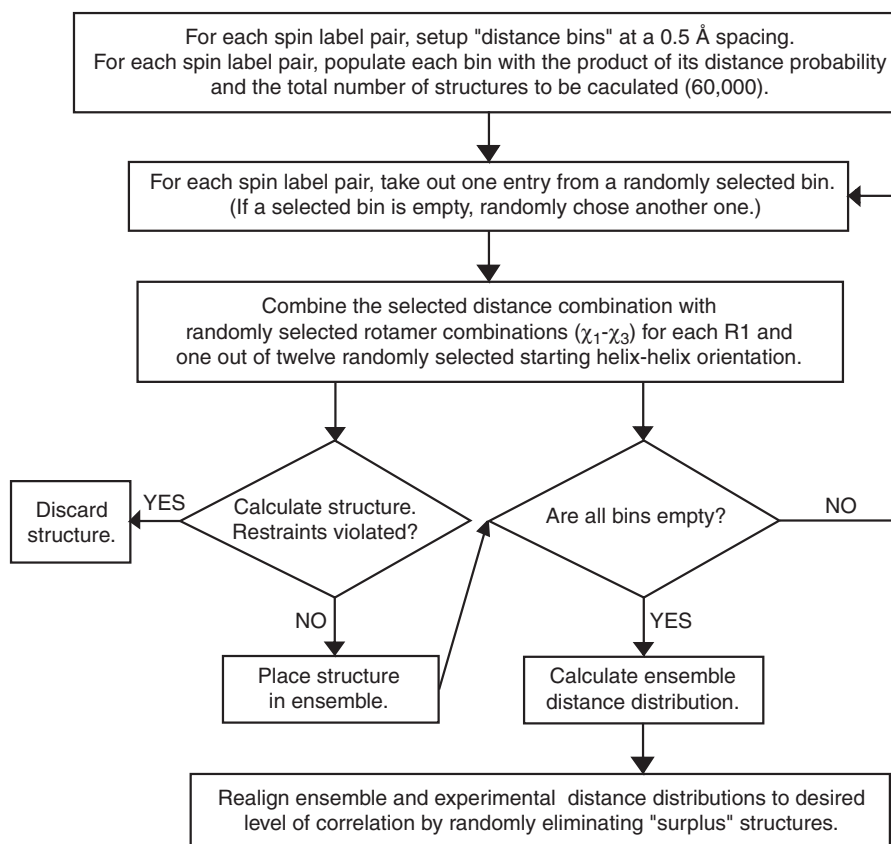 For each spin label pair, setup "distance bins" at a 0.5 Å spacing.
For each spin label pair, populate each bin with the product of its distance probability
and the total number of structures to be caculated (60,000).
For each spin label pair, take out one entry from a randomly selected bin.
(If a selected bin is empty, randomly chose another one.)
Combine the selected distance combination with
randomly selected rotamer combinations (χ1-χ3) for each R1 and
one out of twelve randomly selected starting helix-helix orientation.
Discard
structure.
YES
Calculate structure.
Restraints violated?
Are all bins empty?
NO
NO
YES
Place structure
in ensemble.
Calculate ensemble
distance distribution.
Realign ensemble and experimental distance distributions to desired
level of correlation by randomly eliminating "surplus" structures.